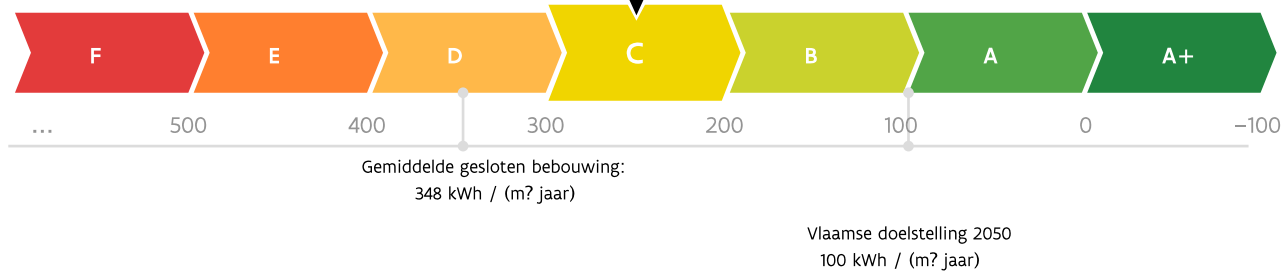 F E D C B A A+
... 500 400 300 200 100 0 –100
Gemiddelde gesloten bebouwing:
348 kWh / (m? jaar)
Vlaamse doelstelling 2050
100 kWh / (m? jaar)